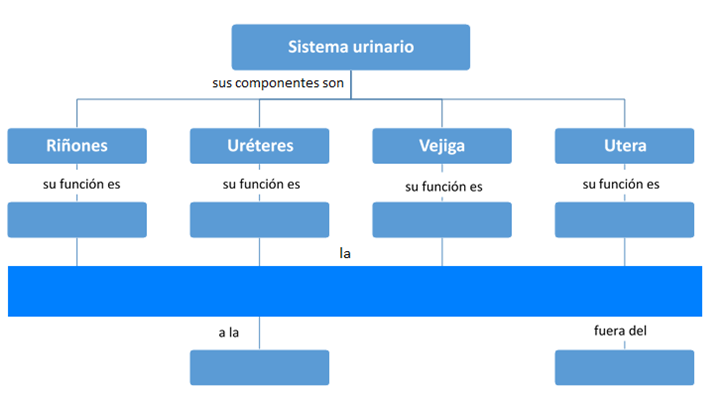 Sistema urinario
sus componentes son
Riñones
Uréteres
Vejiga
Utera
su función es
su función es
su función es
su función es
la
a la
fuera del